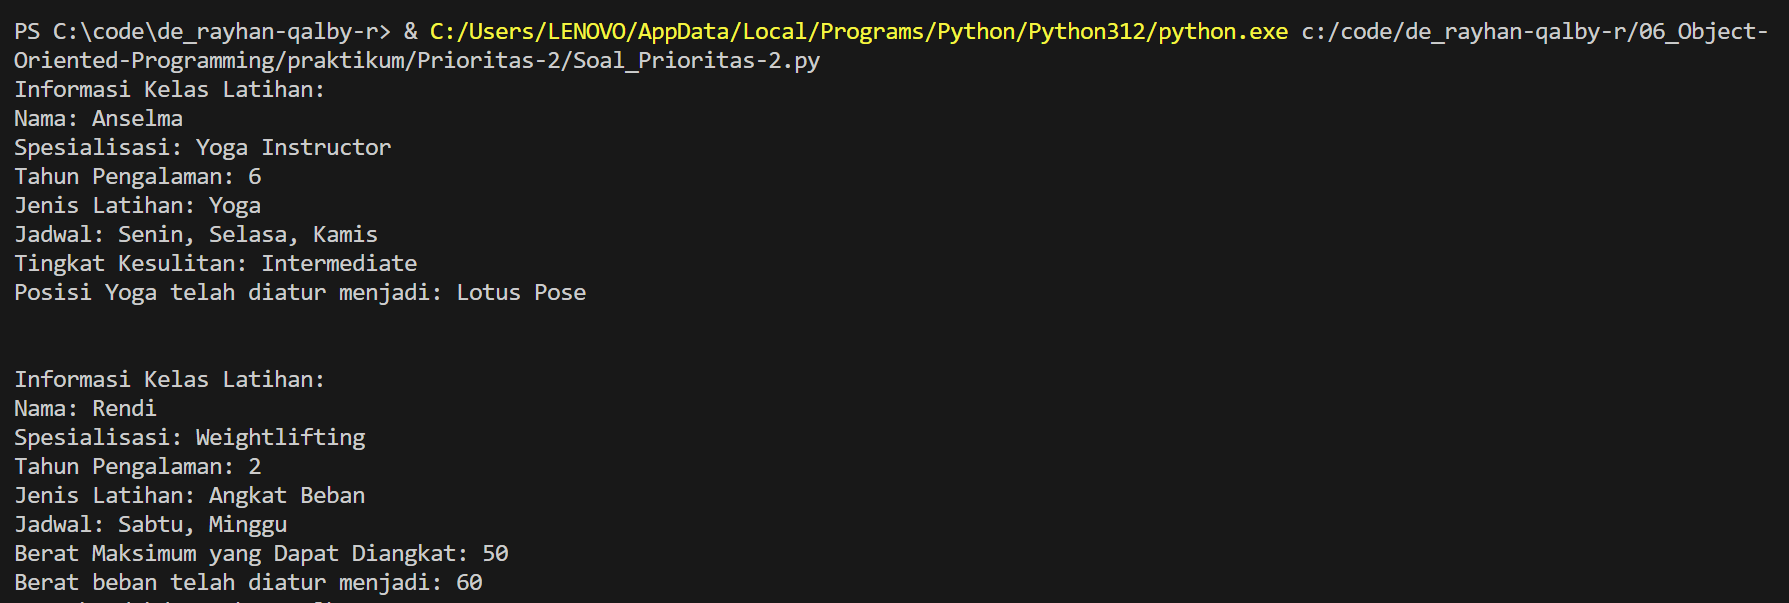 PS C:\code\de_rayhan-qalby-r> & C:/Users/LENOVO/AppData/Local/Programs/Python/Python312/python.exe c:/code/de_rayhan-qalby-r/06_Object-
Oriented-Programming/praktikum/Prioritas-2/Soal_Prioritas-2.py
Informasi Kelas Latihan:
Nama: Anselma
Spesialisasi: Yoga Instructor
Tahun Pengalaman: 6
Jenis Latihan: Yoga
Jadwal: Senin, Selasa, Kamis
Tingkat Kesulitan: Intermediate
Posisi Yoga telah diatur menjadi: Lotus Pose
Informasi Kelas Latihan:
Nama: Rendi
Spesialisasi: Weightlifting
Tahun Pengalaman: 2
Jenis Latihan: Angkat Beban
Jadwal: Sabtu, Minggu
Berat Maksimum yang Dapat Diangkat: 50
Berat beban telah diatur menjadi: 60